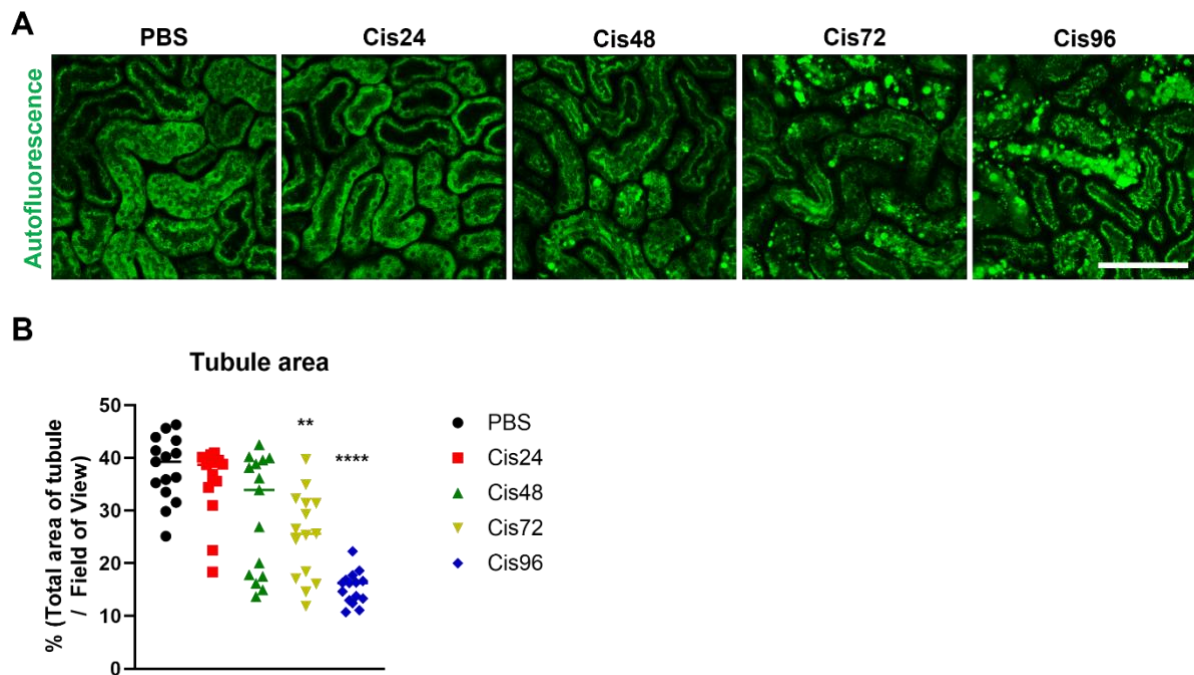 A
PBS
Cis24
Cis48
Cis72
Cis96
Autofluorescence
B
Tubule area
% (Total area of tubule
/ Field of View)
50
40
30
20
10
0
**
****
PBS
Cis24
Cis48
Cis72
Cis96